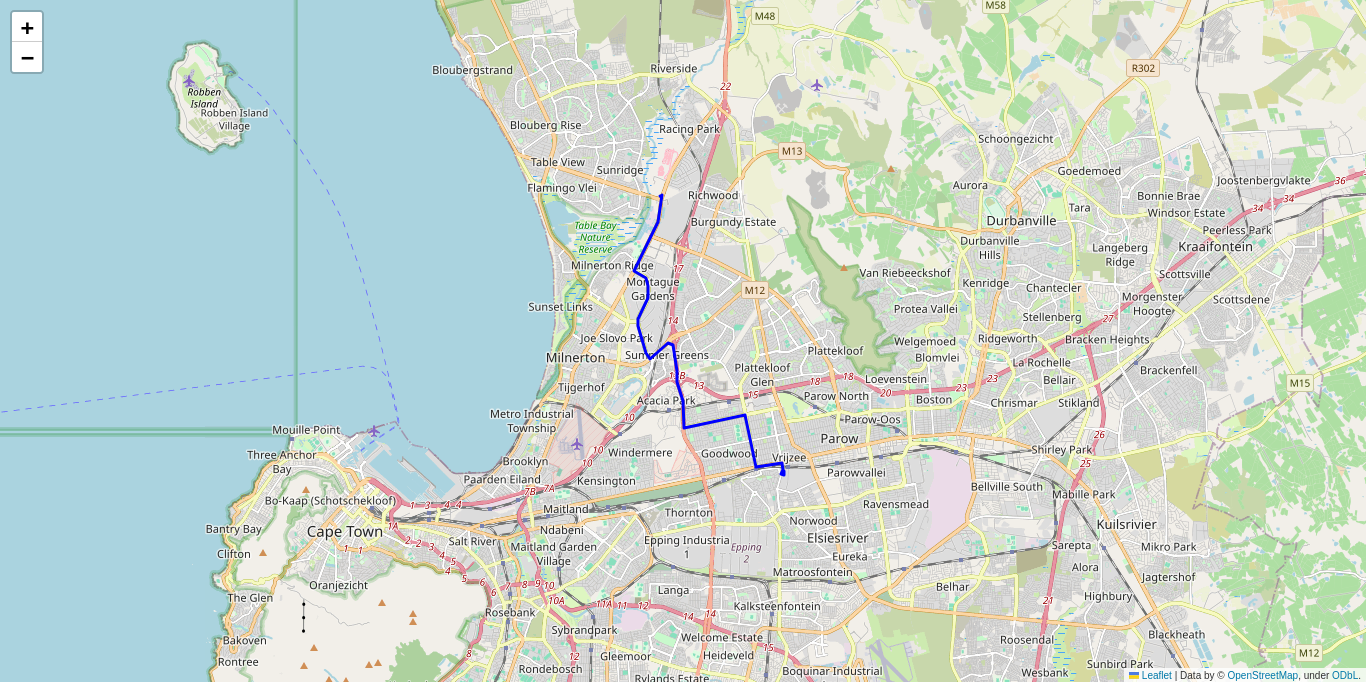 +
−
M48
M58
Bloubergstrand
Riverside
R302
Robben
Island
22
Robben Island
Village
Blouberg Rise
Racing Park
Schoongezicht
M13
Table View
Sunridge
Goedemoed
Joostenbergvlakte
36
Flamingo Vlei
Richwood
Aurora
Bonnie Brae
34
Tara
34
Windsor Estate
Table Bay
Nature
Reserve
Burgundy Estate
Durbanville
Peerless Park
Durbanville
Hills
Langeberg
Ridge
Kraaifontein
Milnerton Ridge
17
Van Riebeeckshof
Scottsville
Montague
Gardens
M12
Kenridge
Chantecler
Morgenster
Hoogte
Scottsdene
Sunset Links
Protea Vallei
14
Stellenberg
Joe Slovo Park
Welgemoed
Ridgeworth
Bracken Heights
Milnerton
Summer Greens
Plattekloof
Blomvlei
La Rochelle
Plattekloof
Glen
Brackenfell
13B
13
18
18
Loevenstein
23
23
Bellair
M15
Tijgerhof
15
20
Acacia Park
Parow North
Boston
Chrismar
Stikland
Metro Industrial
Township
10
Parow-Oos
25
Mouille Point
Parow
26
Three Anchor
Bay
Windermere
Goodwood
Vrijzee
Shirley Park
Brooklyn
10
10
Parowvallei
Paarden Eiland
Kensington
Bellville South
7B
7A
Mabille Park
Bo-Kaap (Schotschekloof)
1
3
4
4
Maitland
Ravensmead
Thornton
Bantry Bay
Cape Town
1A
Ndabeni
Norwood
Kuilsrivier
2
2
3
4
5
4
5
Salt River
Maitland Garden
Village
Epping Industria
1
Epping
2
Elsiesriver
Sarepta
Mikro Park
Clifton
1
1
Eureka
Oranjezicht
6
7
8
9
10
Matroosfontein
Alora
Jagtershof
Belhar
The Glen
Langa
Highbury
10A
11A
11
12
21
Rosebank
14
14
Kalksteenfontein
Bakoven
Sybrandpark
Welcome Estate
15
Roosendal
Blackheath
Rontree
8
12
Gleemoor
Heideveld
Rondebosch
Boquinar Industrial
Wesbank
Sunbird Park
M12
Rylands Estate
Leaflet | Data by © OpenStreetMap, under ODbL.